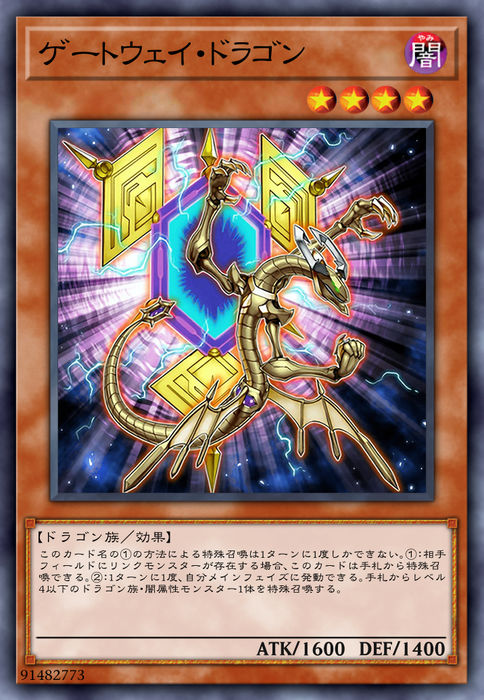 ゲートウェイ・ドラゴン
やみ
闇
【ドラゴン族／効果】
このカード名の①の方法による特殊召喚は1ターンに1度しかできない。①:相手
フィールドにリンクモンスターが存在する場合、このカードは手札から特殊召喚
できる。②:1ターンに1度、自分メインフェイズに発動できる。手札からレベル
4以下のドラゴン族・闇属性モンスター1体を特殊召喚する。
ATK/1600 DEF/1400
91482773